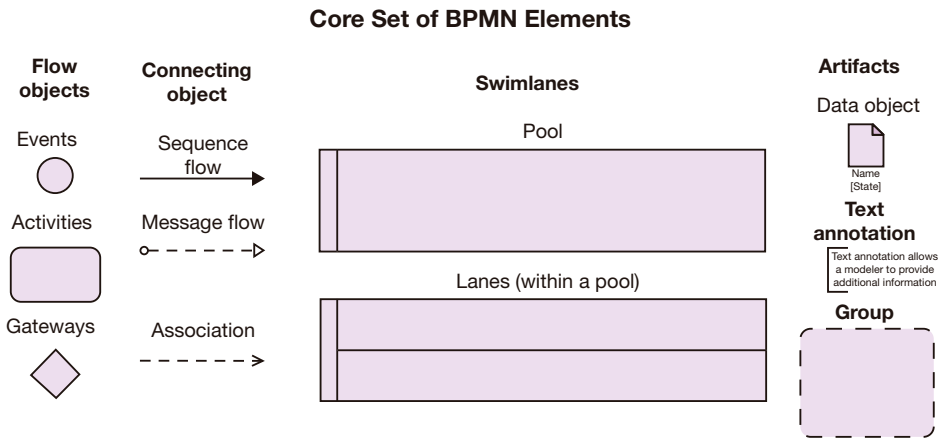 Core Set of BPMN Elements
Flow
objects
Events
Activities
Gateways
Connecting
object
Sequence
flow
Message flow
Association
Swimlanes
Pool
Lanes (within a pool)
Artifacts
Data object
Name
[State]
Text
annotation
Text annotation allows
a modeler to provide
additional information
Group